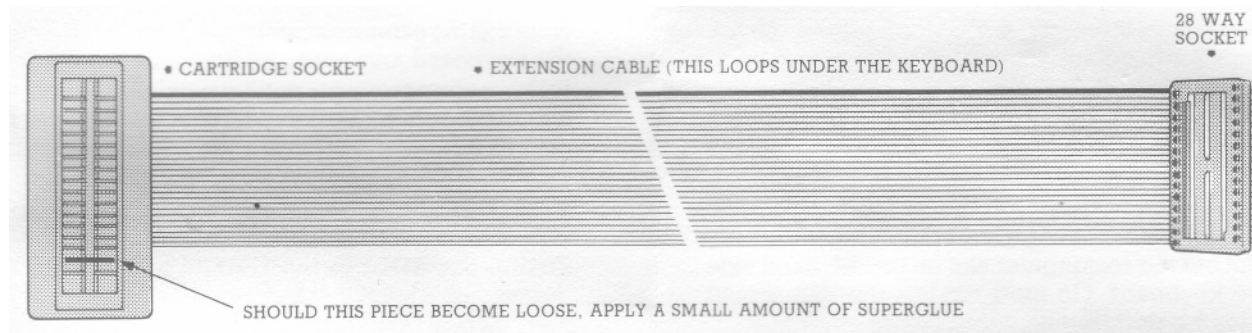 28 WAY
SOCKET
CARTRIDGE SOCKET
EXTENSION CABLE (THIS LOOPS UNDER THE KEYBOARD)
SHOULD THIS PIECE BECOME LOOSE, APPLY A SMALL AMOUNT OF SUPERGLUE